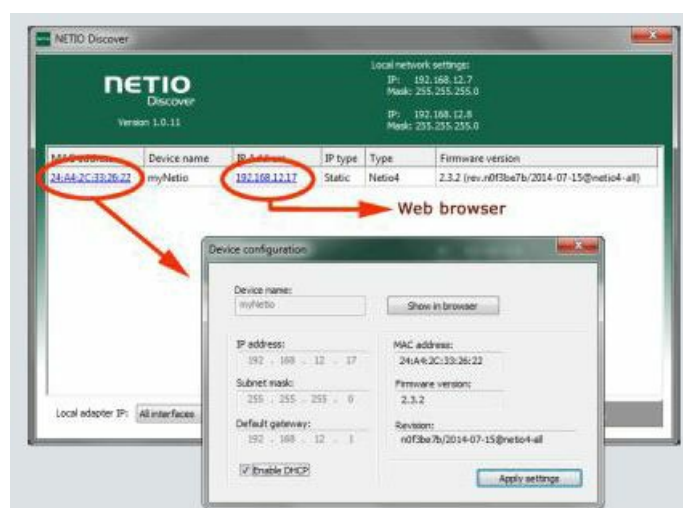 NETIO Discover
Local network settings:
IP: 192.168.12.7
Mask: 255.255.255.0
IP: 192.168.12.8
Mask: 255.255.255.0
NETIO
Discover
Version 1.0.11
MAC address Device name IP Address IP type Type Firmware version
24:A4:2C:33:26:22 myNetio 192.168.12.17 Static Netio4 2.3.2 (rev.n0f3be7b/2014-07-15@netio4-all)
Web browser
Device configuration
Device name:
myNetio
Show in browser
IP address:
192 . 168 . 12 . 17
MAC address:
24:A4:2C:33:26:22
Subnet mask:
255 . 255 . 255 . 0
Firmware version:
2.3.2
Default gateway:
192 . 168 . 12 . 1
Revision:
n0f3be7b/2014-07-15@netio4-all
Enable DHCP
Apply settings
Local adapter IP: All interfaces